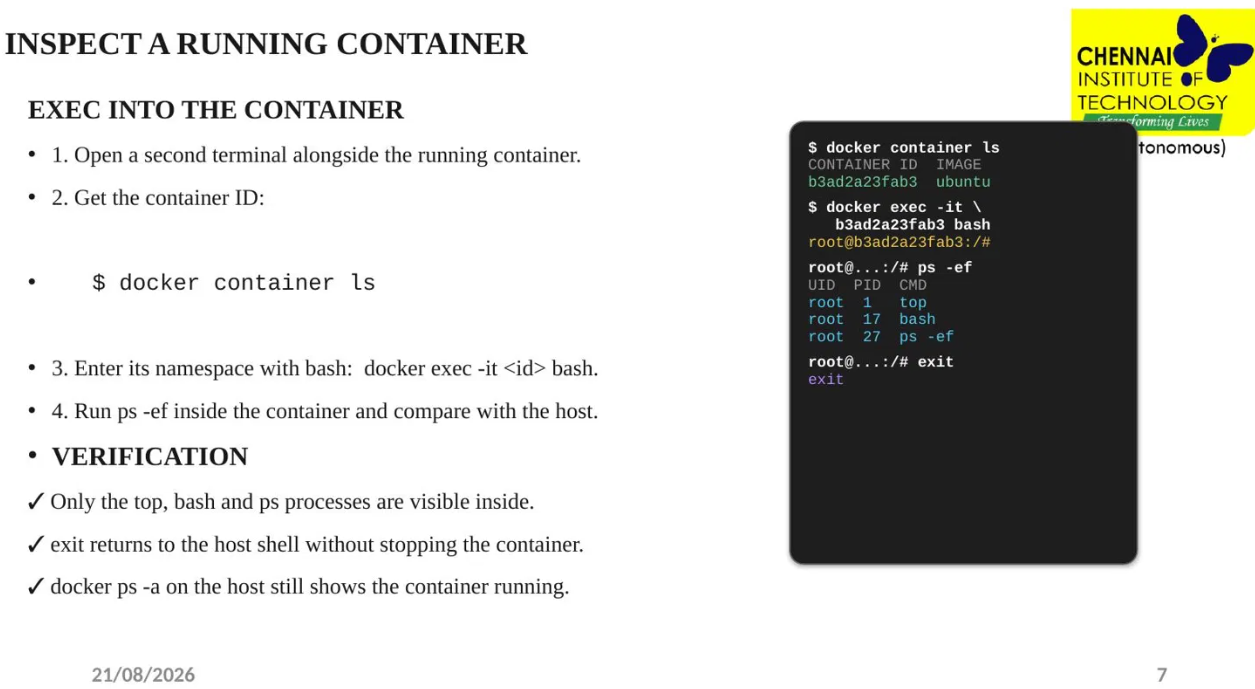 INSPECT A RUNNING CONTAINER
EXEC INTO THE CONTAINER
• 1. Open a second terminal alongside the running container.
• 2. Get the container ID:
• $ docker container ls
• 3. Enter its namespace with bash:  docker exec -it <id> bash.
• 4. Run ps -ef inside the container and compare with the host.
• VERIFICATION
✓ Only the top, bash and ps processes are visible inside.
✓ exit returns to the host shell without stopping the container.
✓ docker ps -a on the host still shows the container running.
CHENNAI
INSTITUTE OF
TECHNOLOGY
Transforming Lives
tonomous)
$ docker container ls
CONTAINER ID  IMAGE
b3ad2a23fab3  ubuntu
$ docker exec -it \
   b3ad2a23fab3 bash
root@b3ad2a23fab3:/#
root@...:/# ps -ef
UID  PID  CMD
root  1   top
root  17  bash
root  27  ps -ef
root@...:/# exit
exit
21/08/2026
7